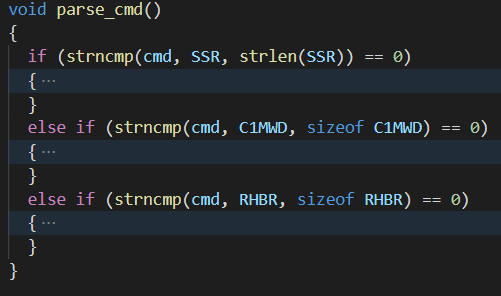 void parse_cmd()
{
  if (strncmp(cmd, SSR, strlen(SSR)) == 0)
  { ···
  }
  else if (strncmp(cmd, C1MWD, sizeof C1MWD) == 0)
  { ···
  }
  else if (strncmp(cmd, RHBR, sizeof RHBR) == 0)
  { ···
  }
}